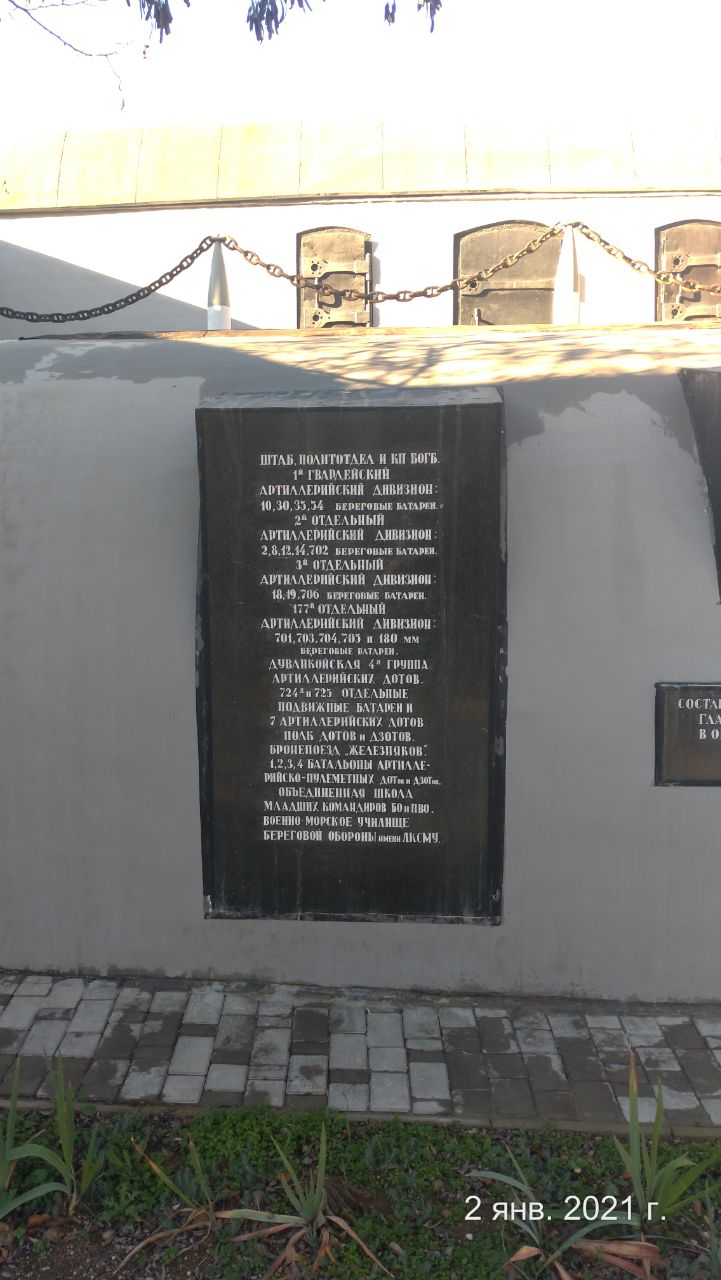 ШТАБ, ПОЛИТОТДЕЛ И КП БОГБ.
1й ГВАРДЕЙСКИЙ
АРТИЛЛЕРИЙСКИЙ ДИВИЗИОН:
10,30,35,54 БЕРЕГОВЫЕ БАТАРЕИ.
2й ОТДЕЛЬНЫЙ
АРТИЛЛЕРИЙСКИЙ ДИВИЗИОН:
2,8,12,14,702 БЕРЕГОВЫЕ БАТАРЕИ.
3й ОТДЕЛЬНЫЙ
АРТИЛЛЕРИЙСКИЙ ДИВИЗИОН:
18,19,706 БЕРЕГОВЫЕ БАТАРЕИ.
177й ОТДЕЛЬНЫЙ
АРТИЛЛЕРИЙСКИЙ ДИВИЗИОН:
701,703,704,705 и 180 мм
БЕРЕГОВЫЕ БАТАРЕИ.
ДУВАНКОЙСКАЯ 4я ГРУППА
АРТИЛЛЕРИЙСКИХ ДОТОВ.
724я и 725 ОТДЕЛЬНЫЕ
ПОДВИЖНЫЕ БАТАРЕИ И
7 АРТИЛЛЕРИЙСКИХ ДОТОВ.
ПОЛК ДОТОВ и ДЗОТОВ.
БРОНЕПОЕЗД „ЖЕЛЕЗНЯКОВ".
1,2,3,4 БАТАЛЬОНЫ АРТИЛЛЕ-
РИЙСКО-ПУЛЕМЕТНЫХ ДОТов и ДЗОТов.
ОБЪЕДИНЕННАЯ ШКОЛА
МЛАДШИХ КОМАНДИРОВ БО и ПВО.
ВОЕННО-МОРСКОЕ УЧИЛИЩЕ
БЕРЕГОВОЙ ОБОРОНЫ ИМЕНИ ЛКСМУ.
СОСТА
ГЛА
В О
2 янв. 2021 г.